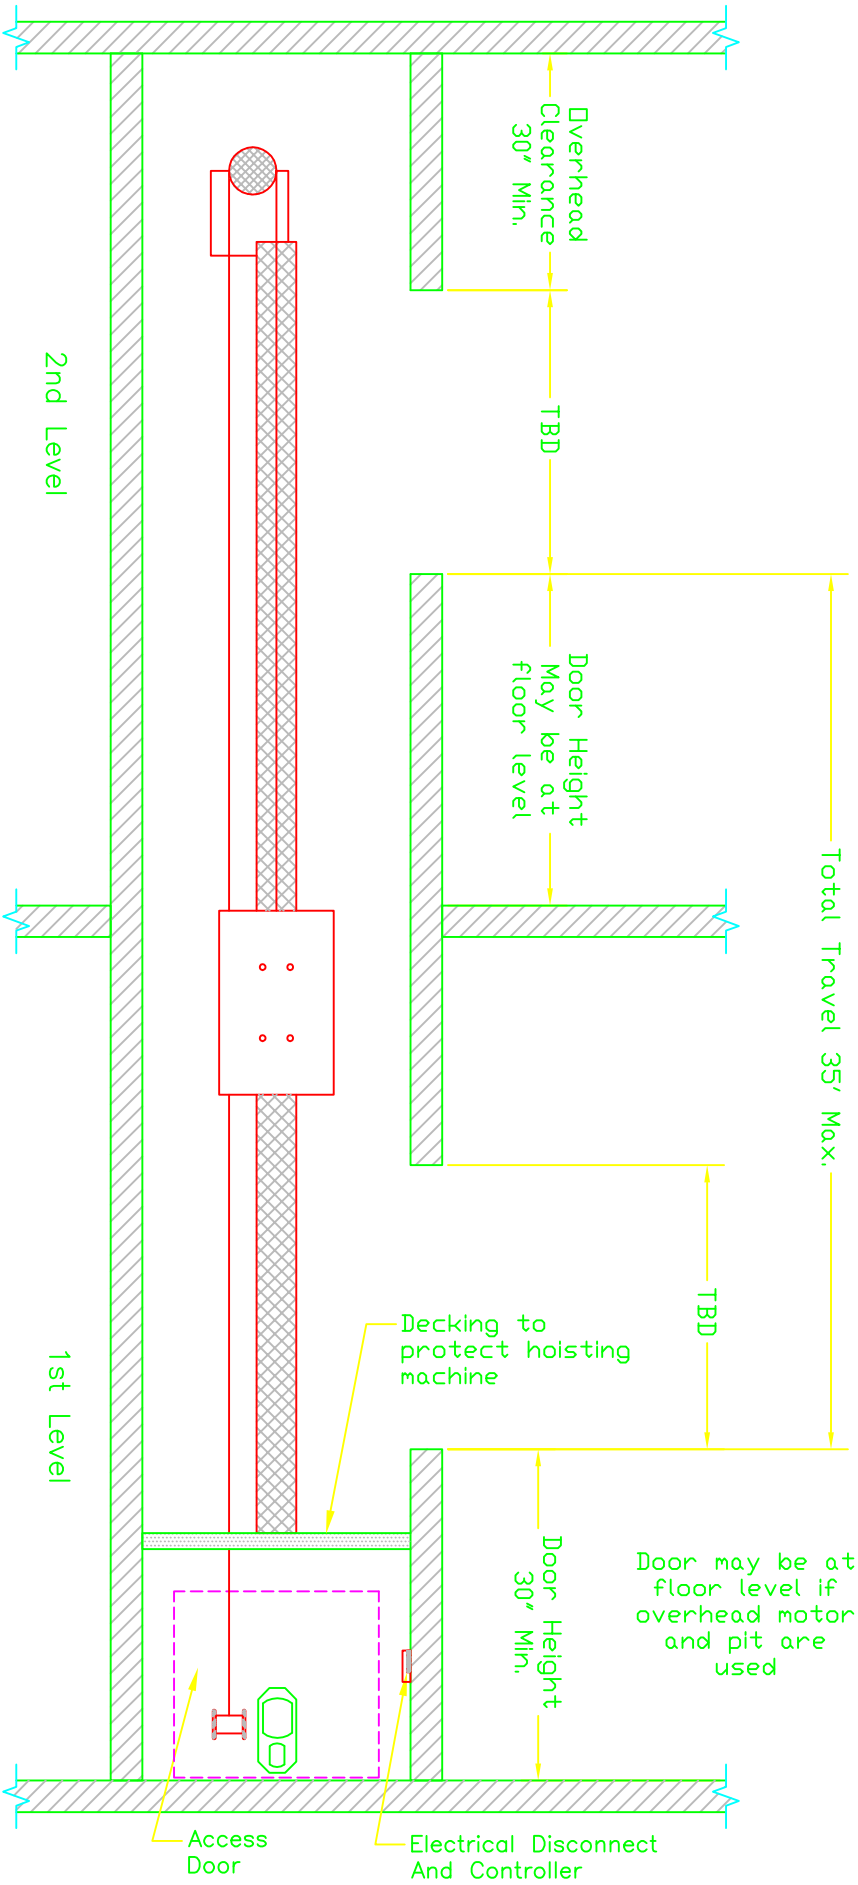 Overhead
Clearance
30" Min.
TBD
2nd Level
Door Height
May be at
floor level
Total Travel 35' Max.
TBD
Decking to
protect hoisting
machine
1st Level
Door Height
30" Min.
Door may be at
floor level if
overhead motor
and pit are
used
Access
Door
Electrical Disconnect
And Controller